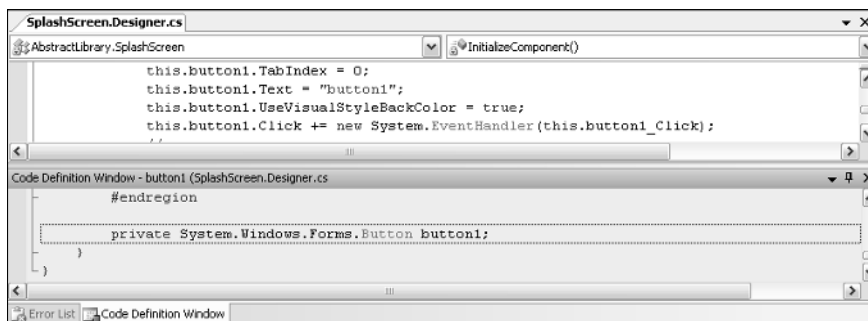 SplashScreen.Designer.cs
AbstractLibrary.SplashScreen InitializeComponent()
this.button1.TabIndex = 0;
this.button1.Text = "button1";
this.button1.UseVisualStyleBackColor = true;
this.button1.Click += new System.EventHandler(this.button1_Click);
//
Code Definition Window - button1 (SplashScreen.Designer.cs
#endregion
private System.Windows.Forms.Button button1;
}
}
Error List Code Definition Window